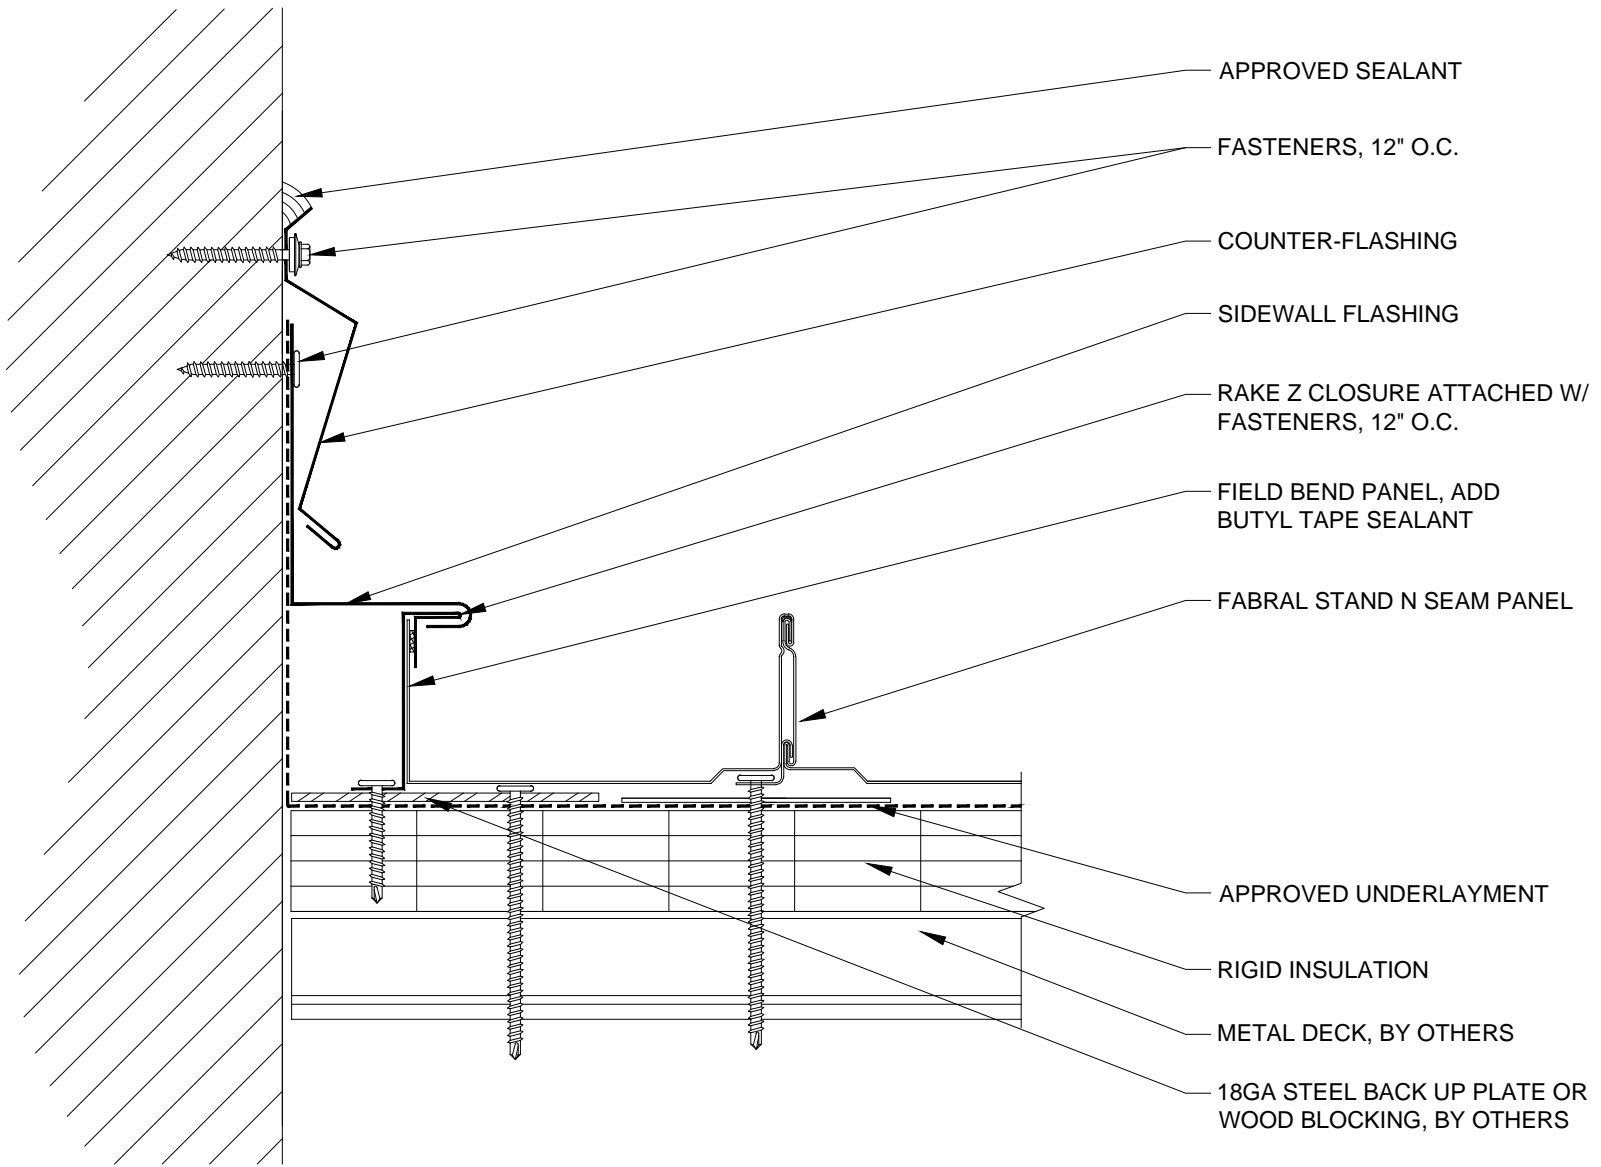 APPROVED SEALANT
FASTENERS, 12" O.C.
COUNTER-FLASHING
SIDEWALL FLASHING
RAKE Z CLOSURE ATTACHED W/
FASTENERS, 12" O.C.
FIELD BEND PANEL, ADD
BUTYL TAPE SEALANT
FABRAL STAND N SEAM PANEL
APPROVED UNDERLAYMENT
RIGID INSULATION
METAL DECK, BY OTHERS
18GA STEEL BACK UP PLATE OR
WOOD BLOCKING, BY OTHERS